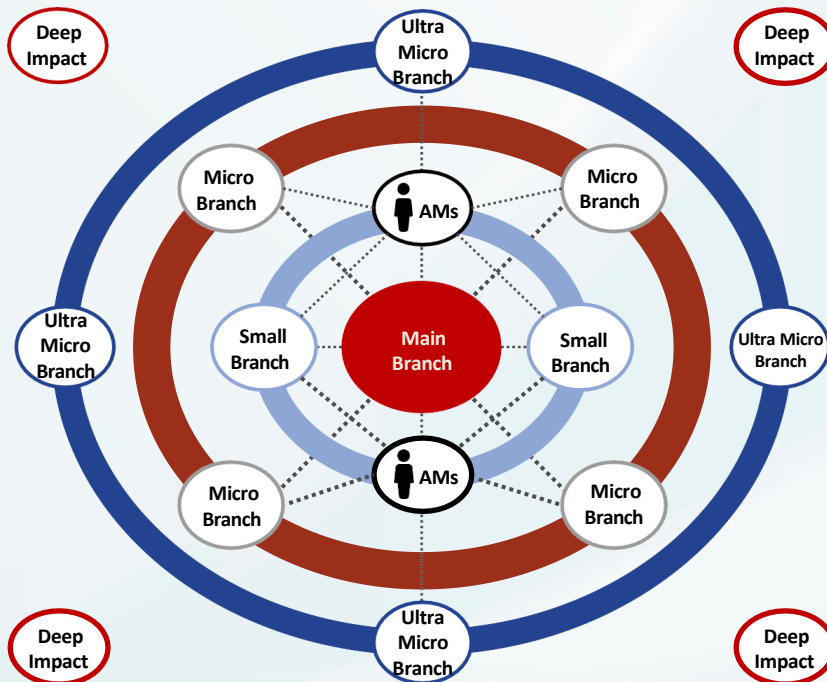 Deep
Impact
Ultra
Micro
Branch
Deep
Impact
Micro
Branch
AMs
Micro
Branch
Ultra
Micro
Branch
Small
Branch
Main
Branch
Small
Branch
Ultra Micro
Branch
Micro
Branch
AMs
Micro
Branch
Deep
Impact
Ultra
Micro
Branch
Deep
Impact